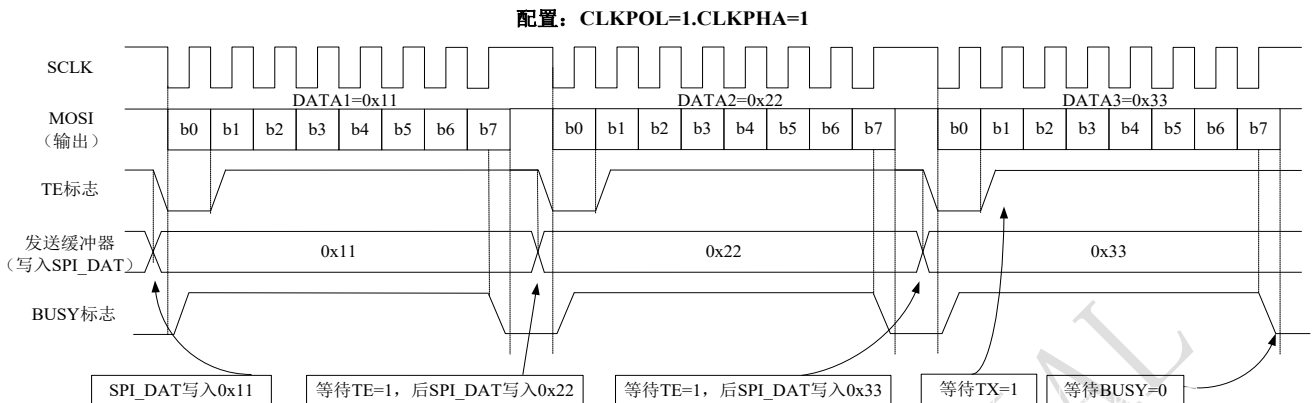 配置：CLKPOL=1.CLKPHA=1
SCLK
DATA1=0x11 DATA2=0x22 DATA3=0x33
MOSI
（输出）
b0 b1 b2 b3 b4 b5 b6 b7 b0 b1 b2 b3 b4 b5 b6 b7 b0 b1 b2 b3 b4 b5 b6 b7
TE标志
发送缓冲器
（写入SPI_DAT）
0x11 0x22 0x33
BUSY标志
SPI_DAT写入0x11 等待TE=1，后SPI_DAT写入0x22 等待TE=1，后SPI_DAT写入0x33 等待TX=1 等待BUSY=0